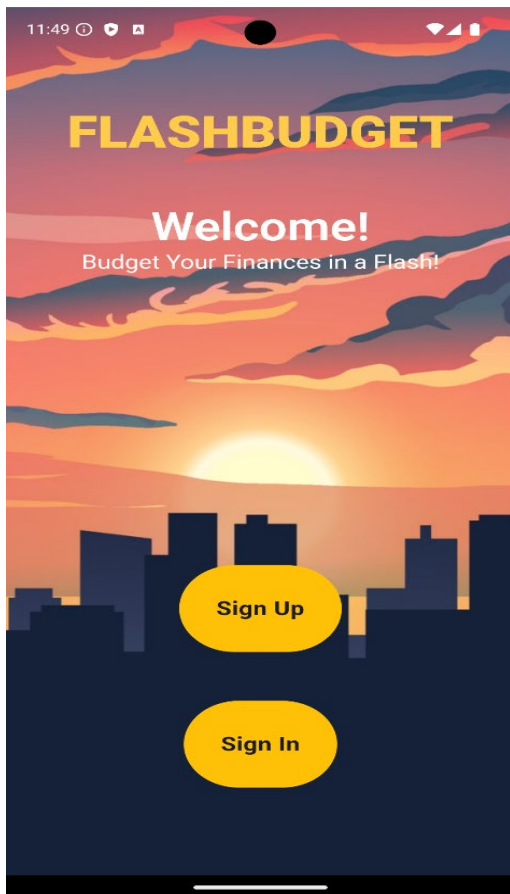 11:49
FLASHBUDGET
Welcome!
Budget Your Finances in a Flash!
Sign Up
Sign In